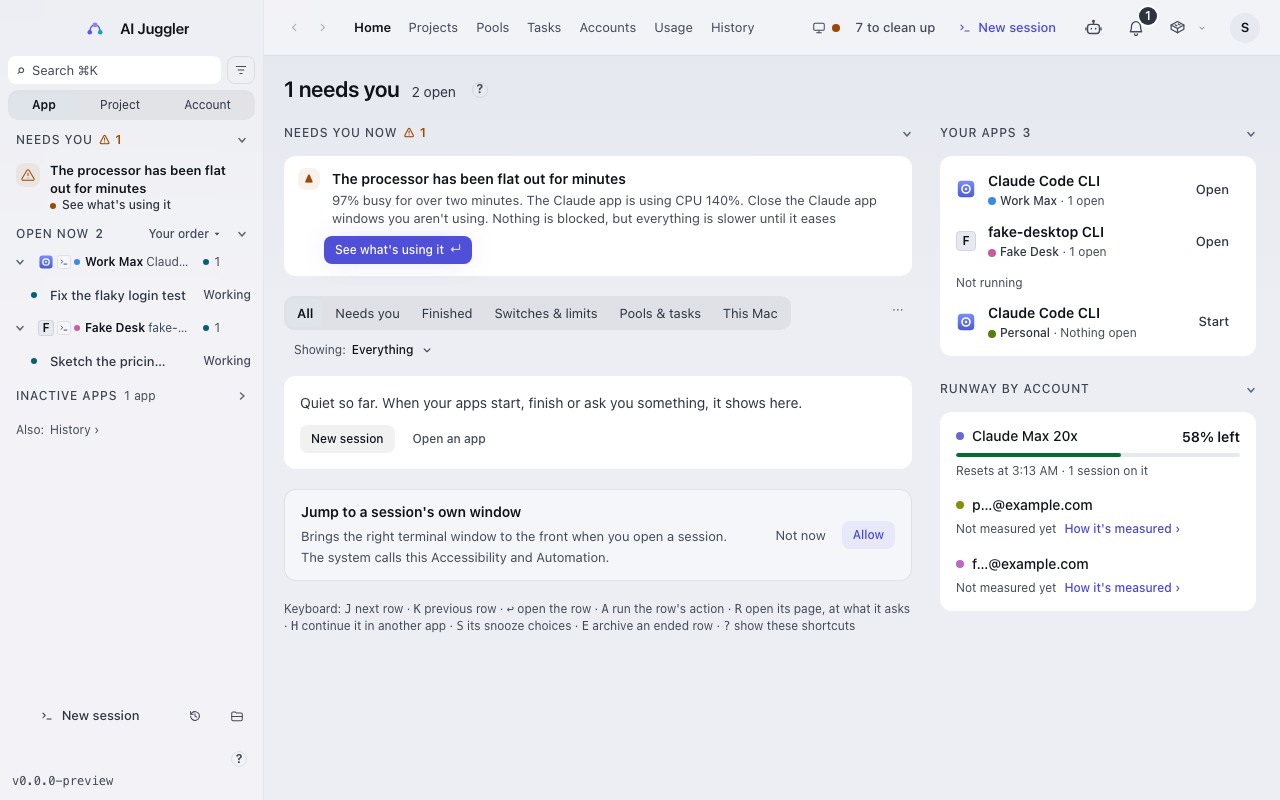 AI Juggler
Search ⌘K
App Project Account
NEEDS YOU 1
The processor has been flat
out for minutes
See what's using it
OPEN NOW 2 Your order
Work Max Claud... 1
Fix the flaky login test Working
F Fake Desk fake-... 1
Sketch the pricin... Working
INACTIVE APPS 1 app
Also: History ›
New session
?
v0.0.0-preview
Home Projects Pools Tasks Accounts Usage History
7 to clean up
New session
1
S
1 needs you 2 open ?
NEEDS YOU NOW 1
The processor has been flat out for minutes
97% busy for over two minutes. The Claude app is using CPU 140%. Close the Claude app
windows you aren't using. Nothing is blocked, but everything is slower until it eases
See what's using it ↵
All Needs you Finished Switches & limits Pools & tasks This Mac ...
Showing: Everything
Quiet so far. When your apps start, finish or ask you something, it shows here.
New session Open an app
Jump to a session's own window
Brings the right terminal window to the front when you open a session.
The system calls this Accessibility and Automation.
Not now Allow
Keyboard: J next row · K previous row · ↩ open the row · A run the row's action · R open its page, at what it asks
· H continue it in another app · S its snooze choices · E archive an ended row · ? show these shortcuts
YOUR APPS 3
Claude Code CLI
Work Max · 1 open
Open
F fake-desktop CLI
Fake Desk · 1 open
Open
Not running
Claude Code CLI
Personal · Nothing open
Start
RUNWAY BY ACCOUNT
Claude Max 20x 58% left
Resets at 3:13 AM · 1 session on it
p...@example.com
Not measured yet How it's measured ›
f...@example.com
Not measured yet How it's measured ›